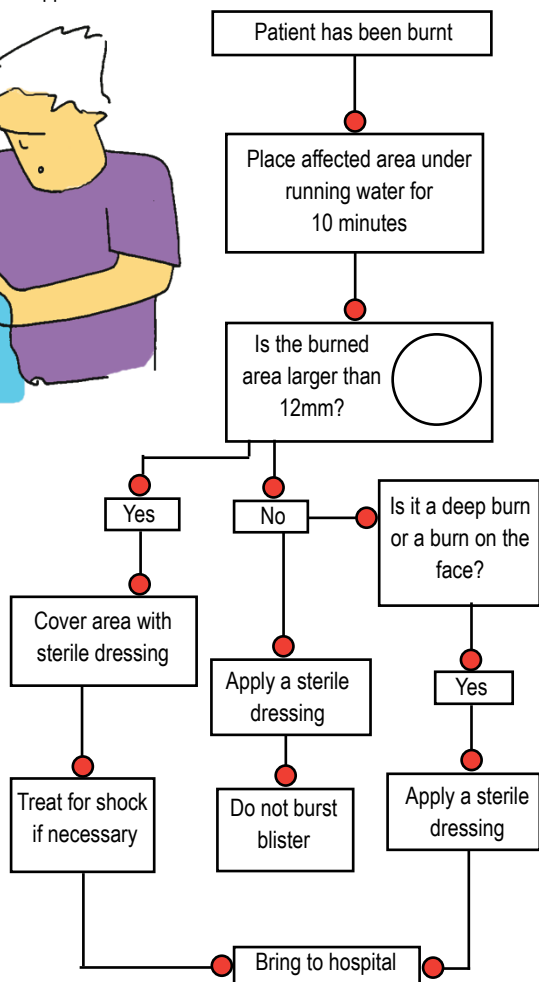 Patient has been burnt
Place affected area under
running water for
10 minutes
Is the burned
area larger than
12mm?
Yes
No
Is it a deep burn
or a burn on the
face?
Cover area with
sterile dressing
Apply a sterile
dressing
Yes
Treat for shock
if necessary
Do not burst
blister
Apply a sterile
dressing
Bring to hospital